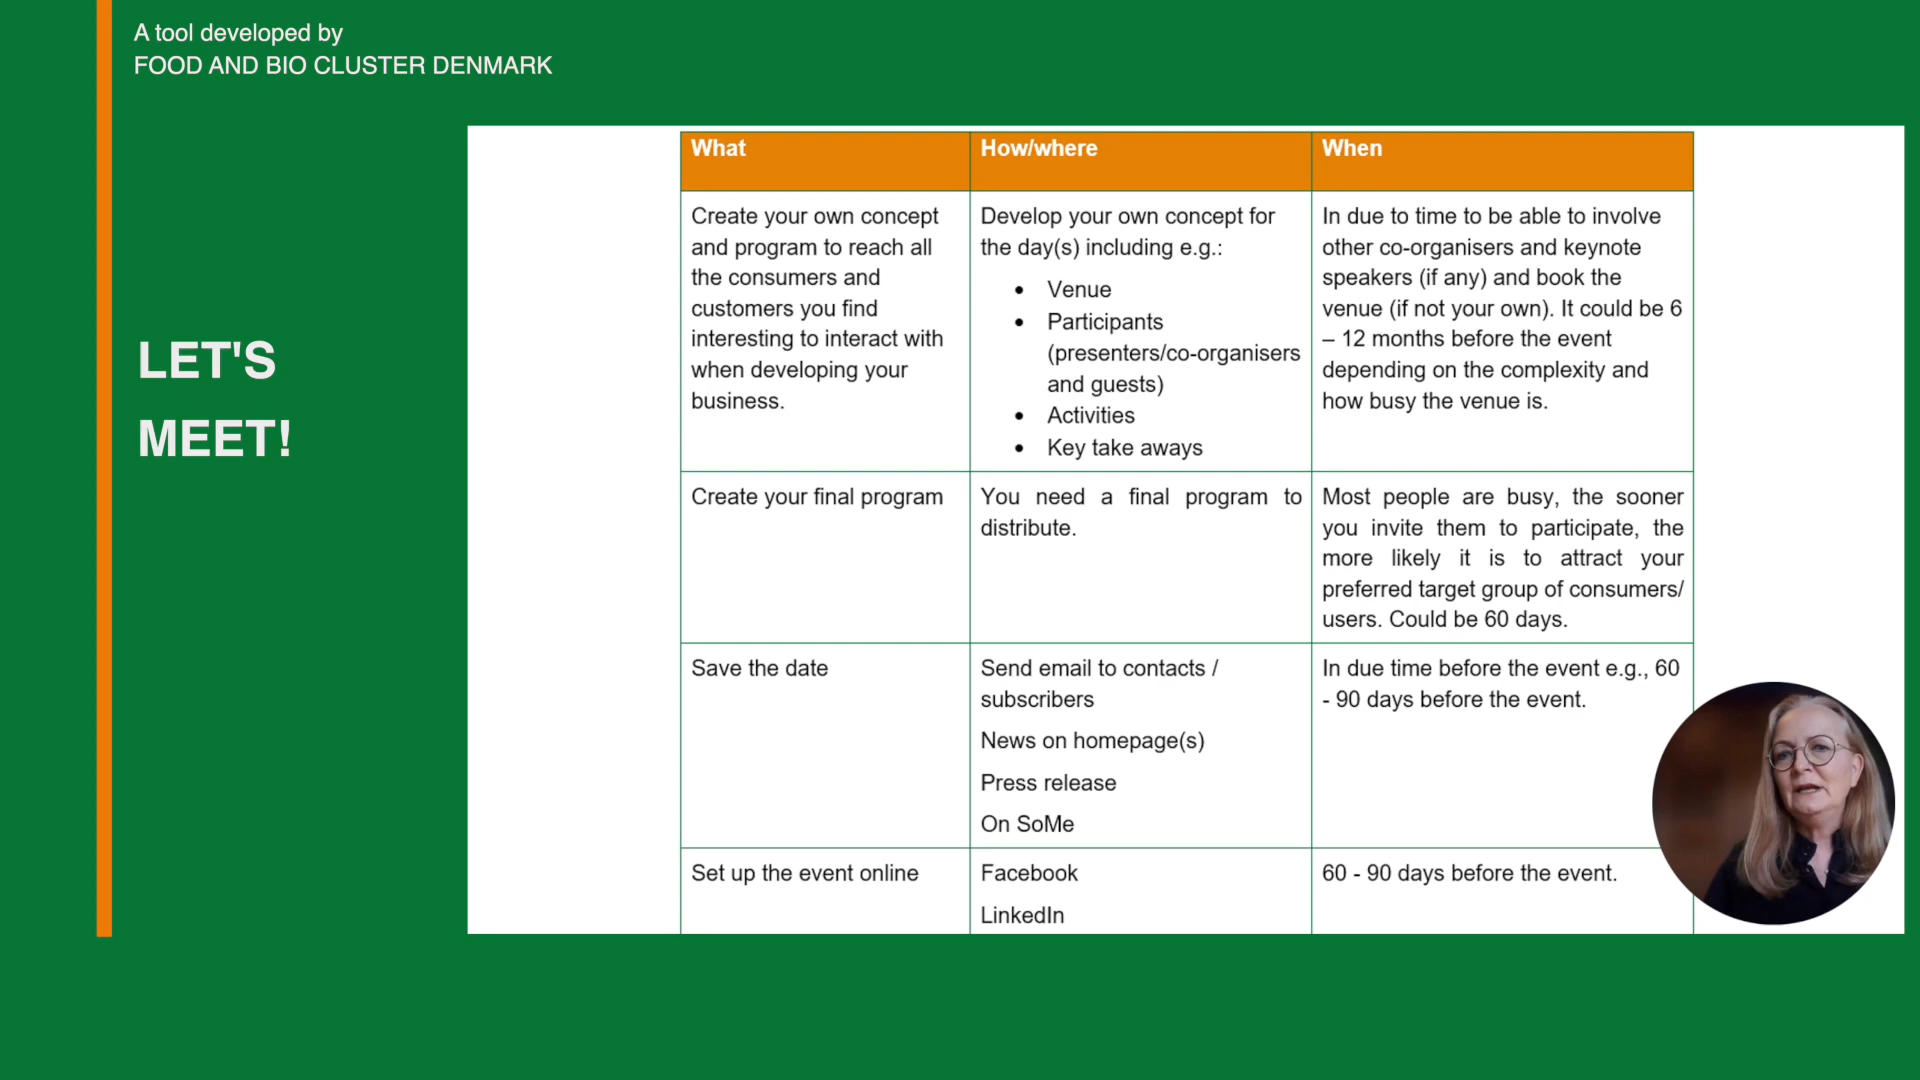 A tool developed by
FOOD AND BIO CLUSTER DENMARK
LET'S
MEET!
What
How/where
When
Create your own concept
and program to reach all
the consumers and
customers you find
interesting to interact with
when developing your
business.
Develop your own concept for
the day(s) including e.g.:
• Venue
• Participants
(presenters/co-organisers
and guests)
• Activities
• Key take aways
In due to time to be able to involve
other co-organisers and keynote
speakers (if any) and book the
venue (if not your own). It could be 6
– 12 months before the event
depending on the complexity and
how busy the venue is.
Create your final program
You need a final program to
distribute.
Most people are busy, the sooner
you invite them to participate, the
more likely it is to attract your
preferred target group of consumers/
users. Could be 60 days.
Save the date
Send email to contacts /
subscribers
News on homepage(s)
Press release
On SoMe
In due time before the event e.g., 60
- 90 days before the event.
Set up the event online
Facebook
LinkedIn
60 - 90 days before the event.